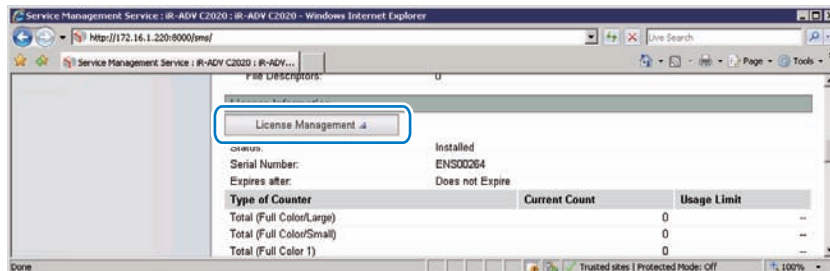 Service Management Service : iR-ADV C2020 : iR-ADV C2020 - Windows Internet Explorer
http://172.16.1.220:8000/sms/
Live Search
Service Management Service : iR-ADV C2020 : iR-ADV...
Page
Tools
File Descriptors: 0
License Information
License Management
Status: Installed
Serial Number: ENS00264
Expires after: Does not Expire
Type of Counter Current Count Usage Limit
Total (Full Color/Large) 0 --
Total (Full Color/Small) 0 --
Total (Full Color 1) 0 --
Done Trusted sites | Protected Mode: Off 100%